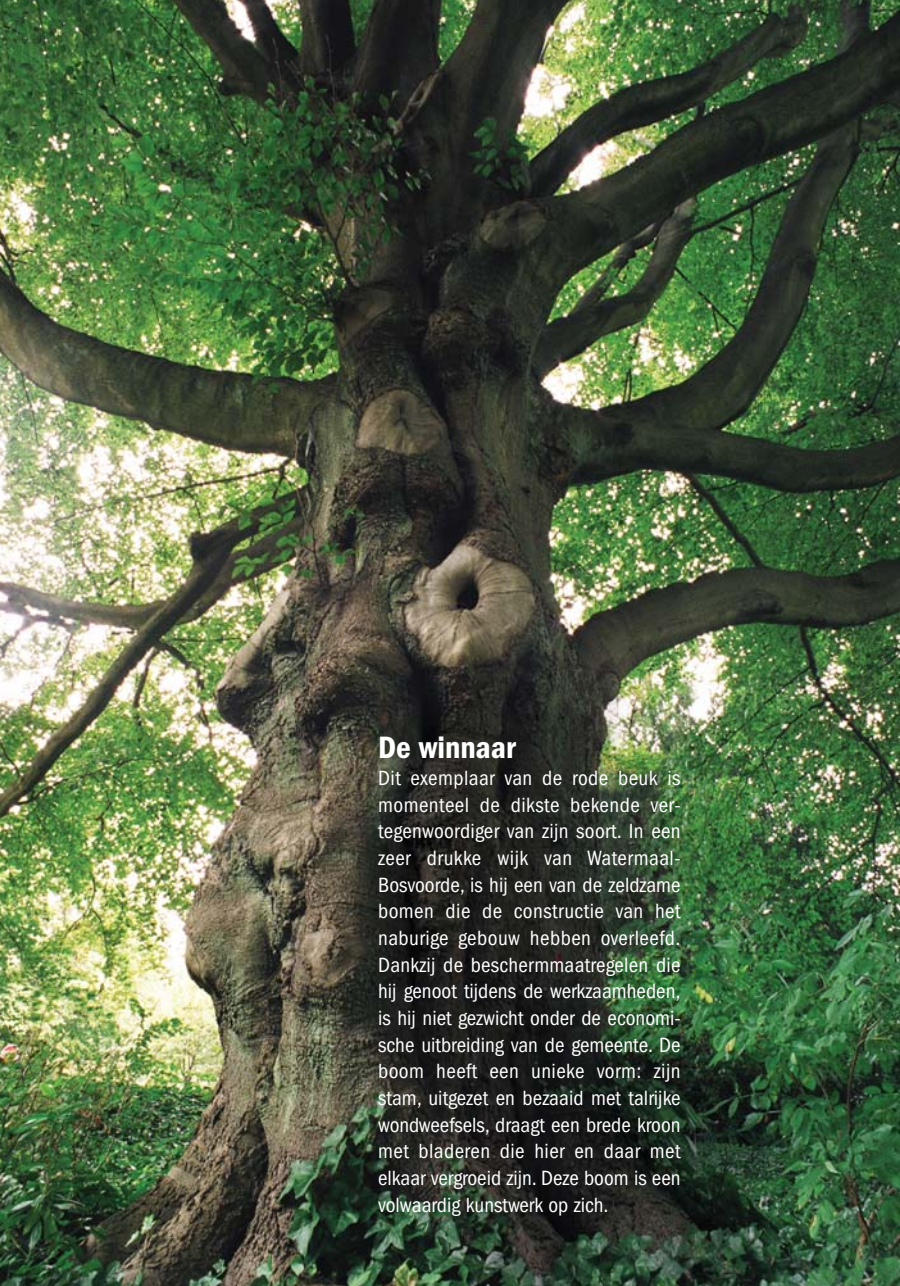 De winnaar
Dit exemplaar van de rode beuk is
momenteel de dikste bekende ver-
tegenwoordiger van zijn soort. In een
zeer drukke wijk van Watermaal-
Bosvoorde, is hij een van de zeldzame
bomen die de constructie van het
naburige gebouw hebben overleefd.
Dankzij de beschermmaatregelen die
hij genoot tijdens de werkzaamheden,
is hij niet gezwicht onder de economi-
sche uitbreiding van de gemeente. De
boom heeft een unieke vorm: zijn
stam, uitgezet en bezaaid met talrijke
wondweefsels, draagt een brede kroon
met bladeren die hier en daar met
elkaar vergroeid zijn. Deze boom is een
volwaardig kunstwerk op zich.